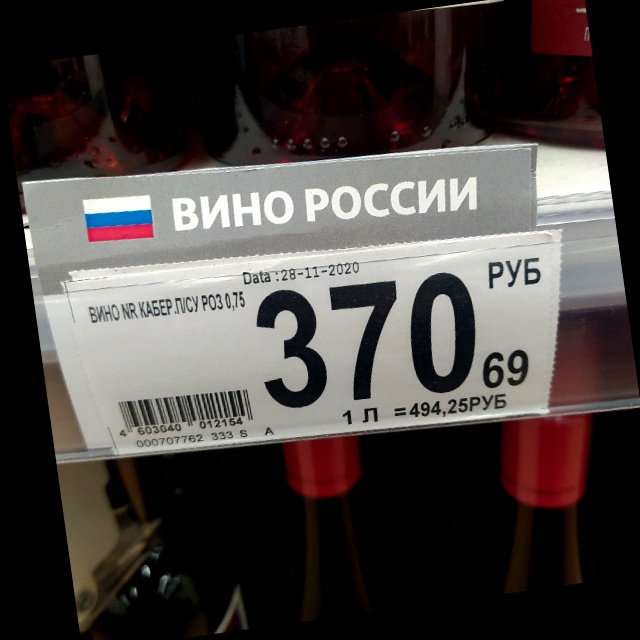 ВИНО РОССИИ
Data :28-11-2020
ВИНО NR КАБЕР.П/СУ РОЗ 0,75
370 69 РУБ
4 603040 012154
1 Л =494,25РУБ
000707762 333 S A